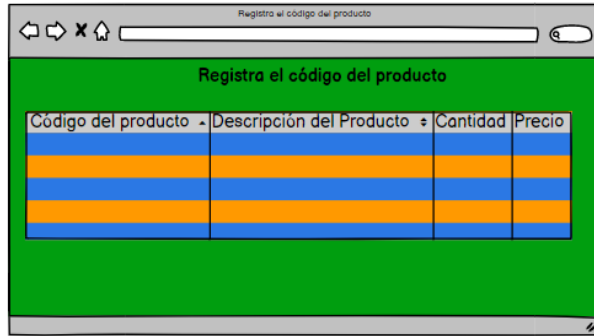 Registra el código del producto
Registra el código del producto
Código del producto Descripción del Producto Cantidad Precio